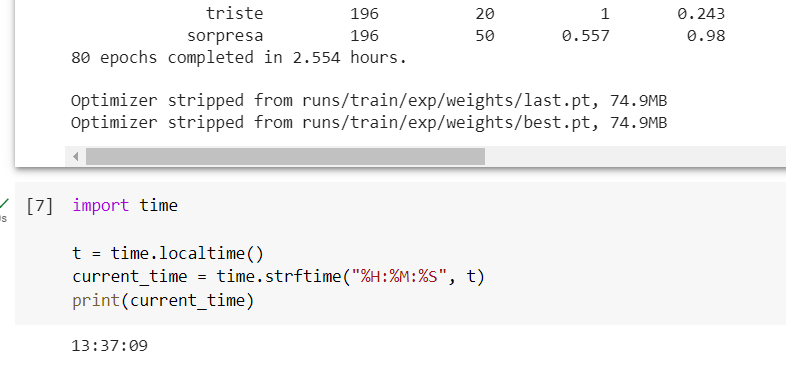 triste 196 20 1 0.243
sorpresa 196 50 0.557 0.98
80 epochs completed in 2.554 hours.
Optimizer stripped from runs/train/exp/weights/last.pt, 74.9MB
Optimizer stripped from runs/train/exp/weights/best.pt, 74.9MB
[7] import time
t = time.localtime()
current_time = time.strftime("%H:%M:%S", t)
print(current_time)
13:37:09